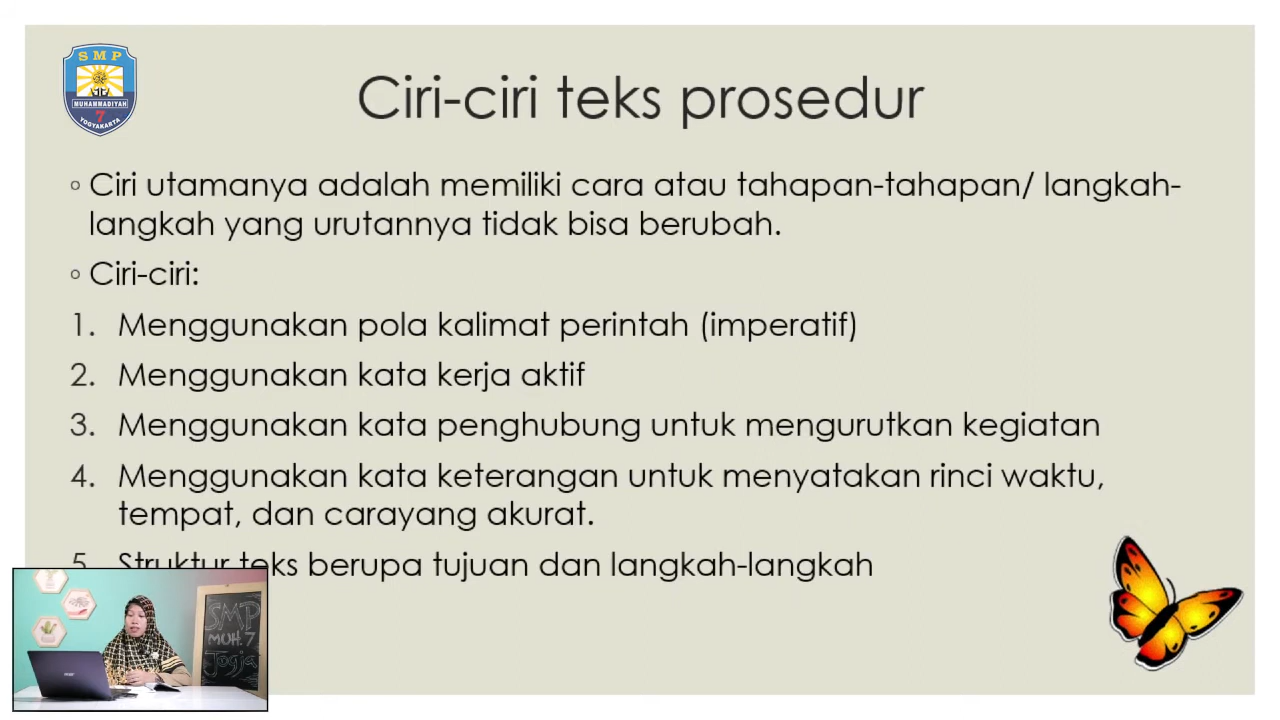 SMP
MUHAMMADIYAH
7
YOGYAKARTA
Ciri-ciri teks prosedur
◦ Ciri utamanya adalah memiliki cara atau tahapan-tahapan/ langkah-
langkah yang urutannya tidak bisa berubah.
◦ Ciri-ciri:
1. Menggunakan pola kalimat perintah (imperatif)
2. Menggunakan kata kerja aktif
3. Menggunakan kata penghubung untuk mengurutkan kegiatan
4. Menggunakan kata keterangan untuk menyatakan rinci waktu,
tempat, dan carayang akurat.
5. Struktur teks berupa tujuan dan langkah-langkah
SMP
MUH. 7
Jogja